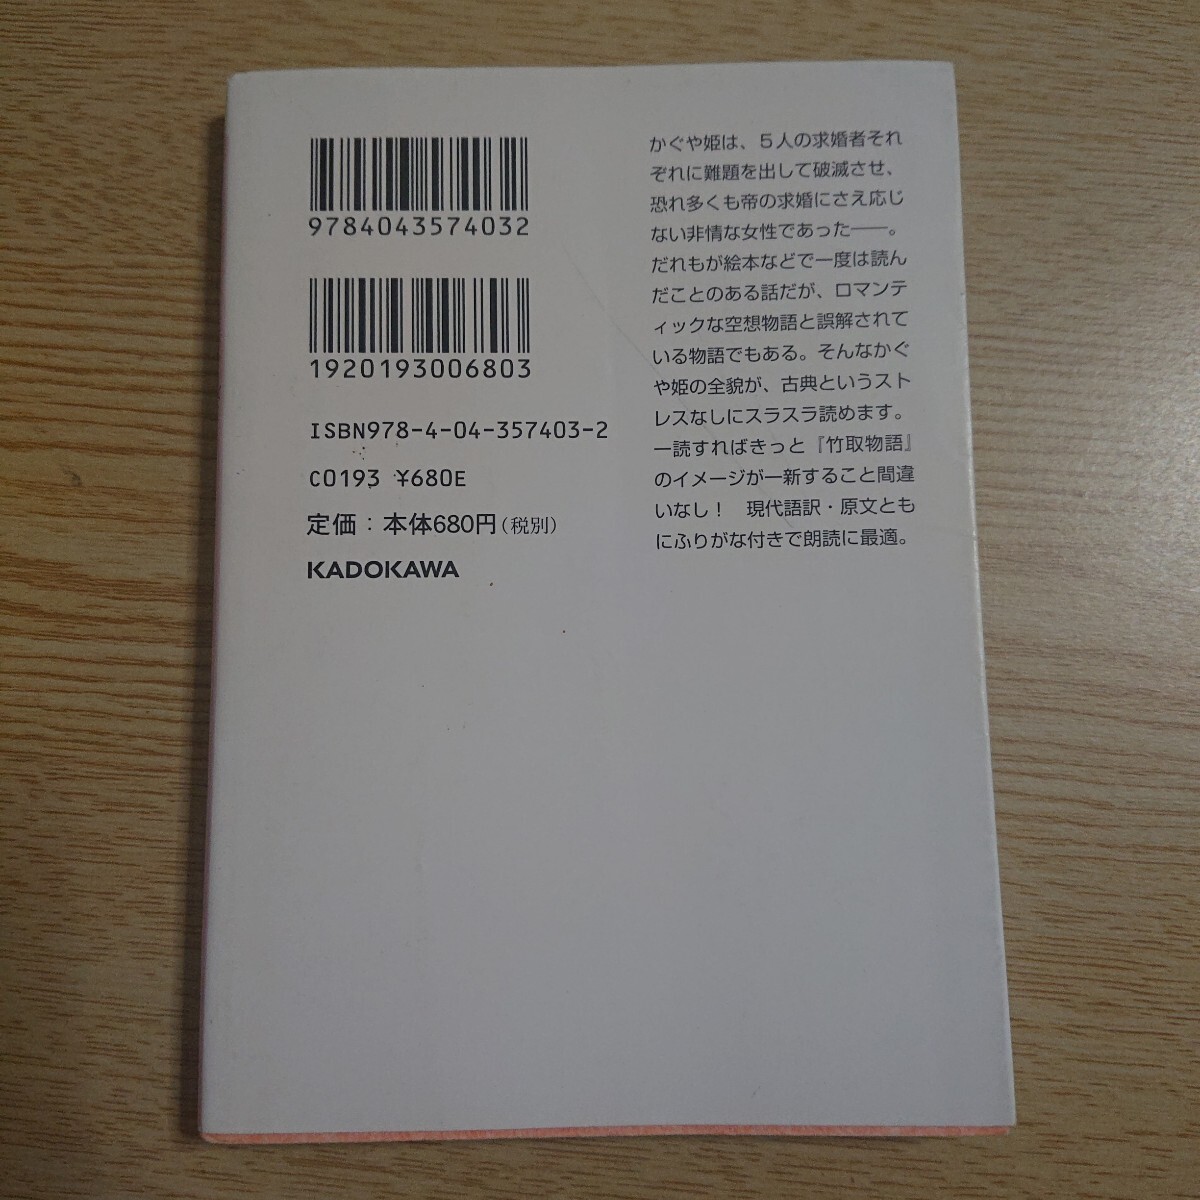 9784043574032
1920193006803
ISBN978-4-04-357403-2
C0193 ¥680E
定価：本体680円(税別)
KADOKAWA
かぐや姫は、５人の求婚者それ
ぞれに難題を出して破滅させ、
恐れ多くも帝の求婚にさえ応じ
ない非情な女性であった――。
だれもが絵本などで一度は読ん
だことのある話だが、ロマンテ
ィックな空想物語と誤解されて
いる物語でもある。そんなかぐ
や姫の全貌が、古典というスト
レスなしにスラスラ読めます。
一読すればきっと『竹取物語』
のイメージが一新すること間違
いなし！　現代語訳・原文とも
にふりがな付きで朗読に最適。